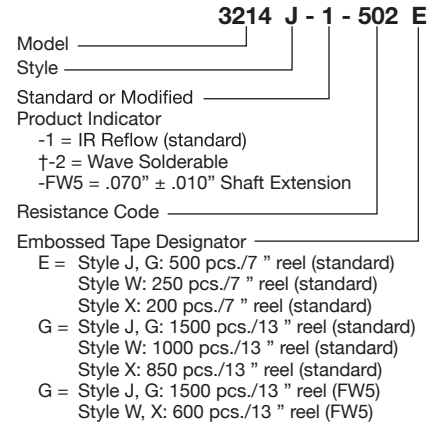 3214 J - 1 - 502 E
Model
Style
Standard or Modified
Product Indicator
-1 = IR Reflow (standard)
†-2 = Wave Solderable
-FW5 = .070" ± .010" Shaft Extension
Resistance Code
Embossed Tape Designator
E = Style J, G: 500 pcs./7 " reel (standard)
Style W: 250 pcs./7 " reel (standard)
Style X: 200 pcs./7 " reel (standard)
G = Style J, G: 1500 pcs./13 " reel (standard)
Style W: 1000 pcs./13 " reel (standard)
Style X: 850 pcs./13 " reel (standard)
G = Style J, G: 1500 pcs./13 " reel (FW5)
Style W, X: 600 pcs./13 " reel (FW5)